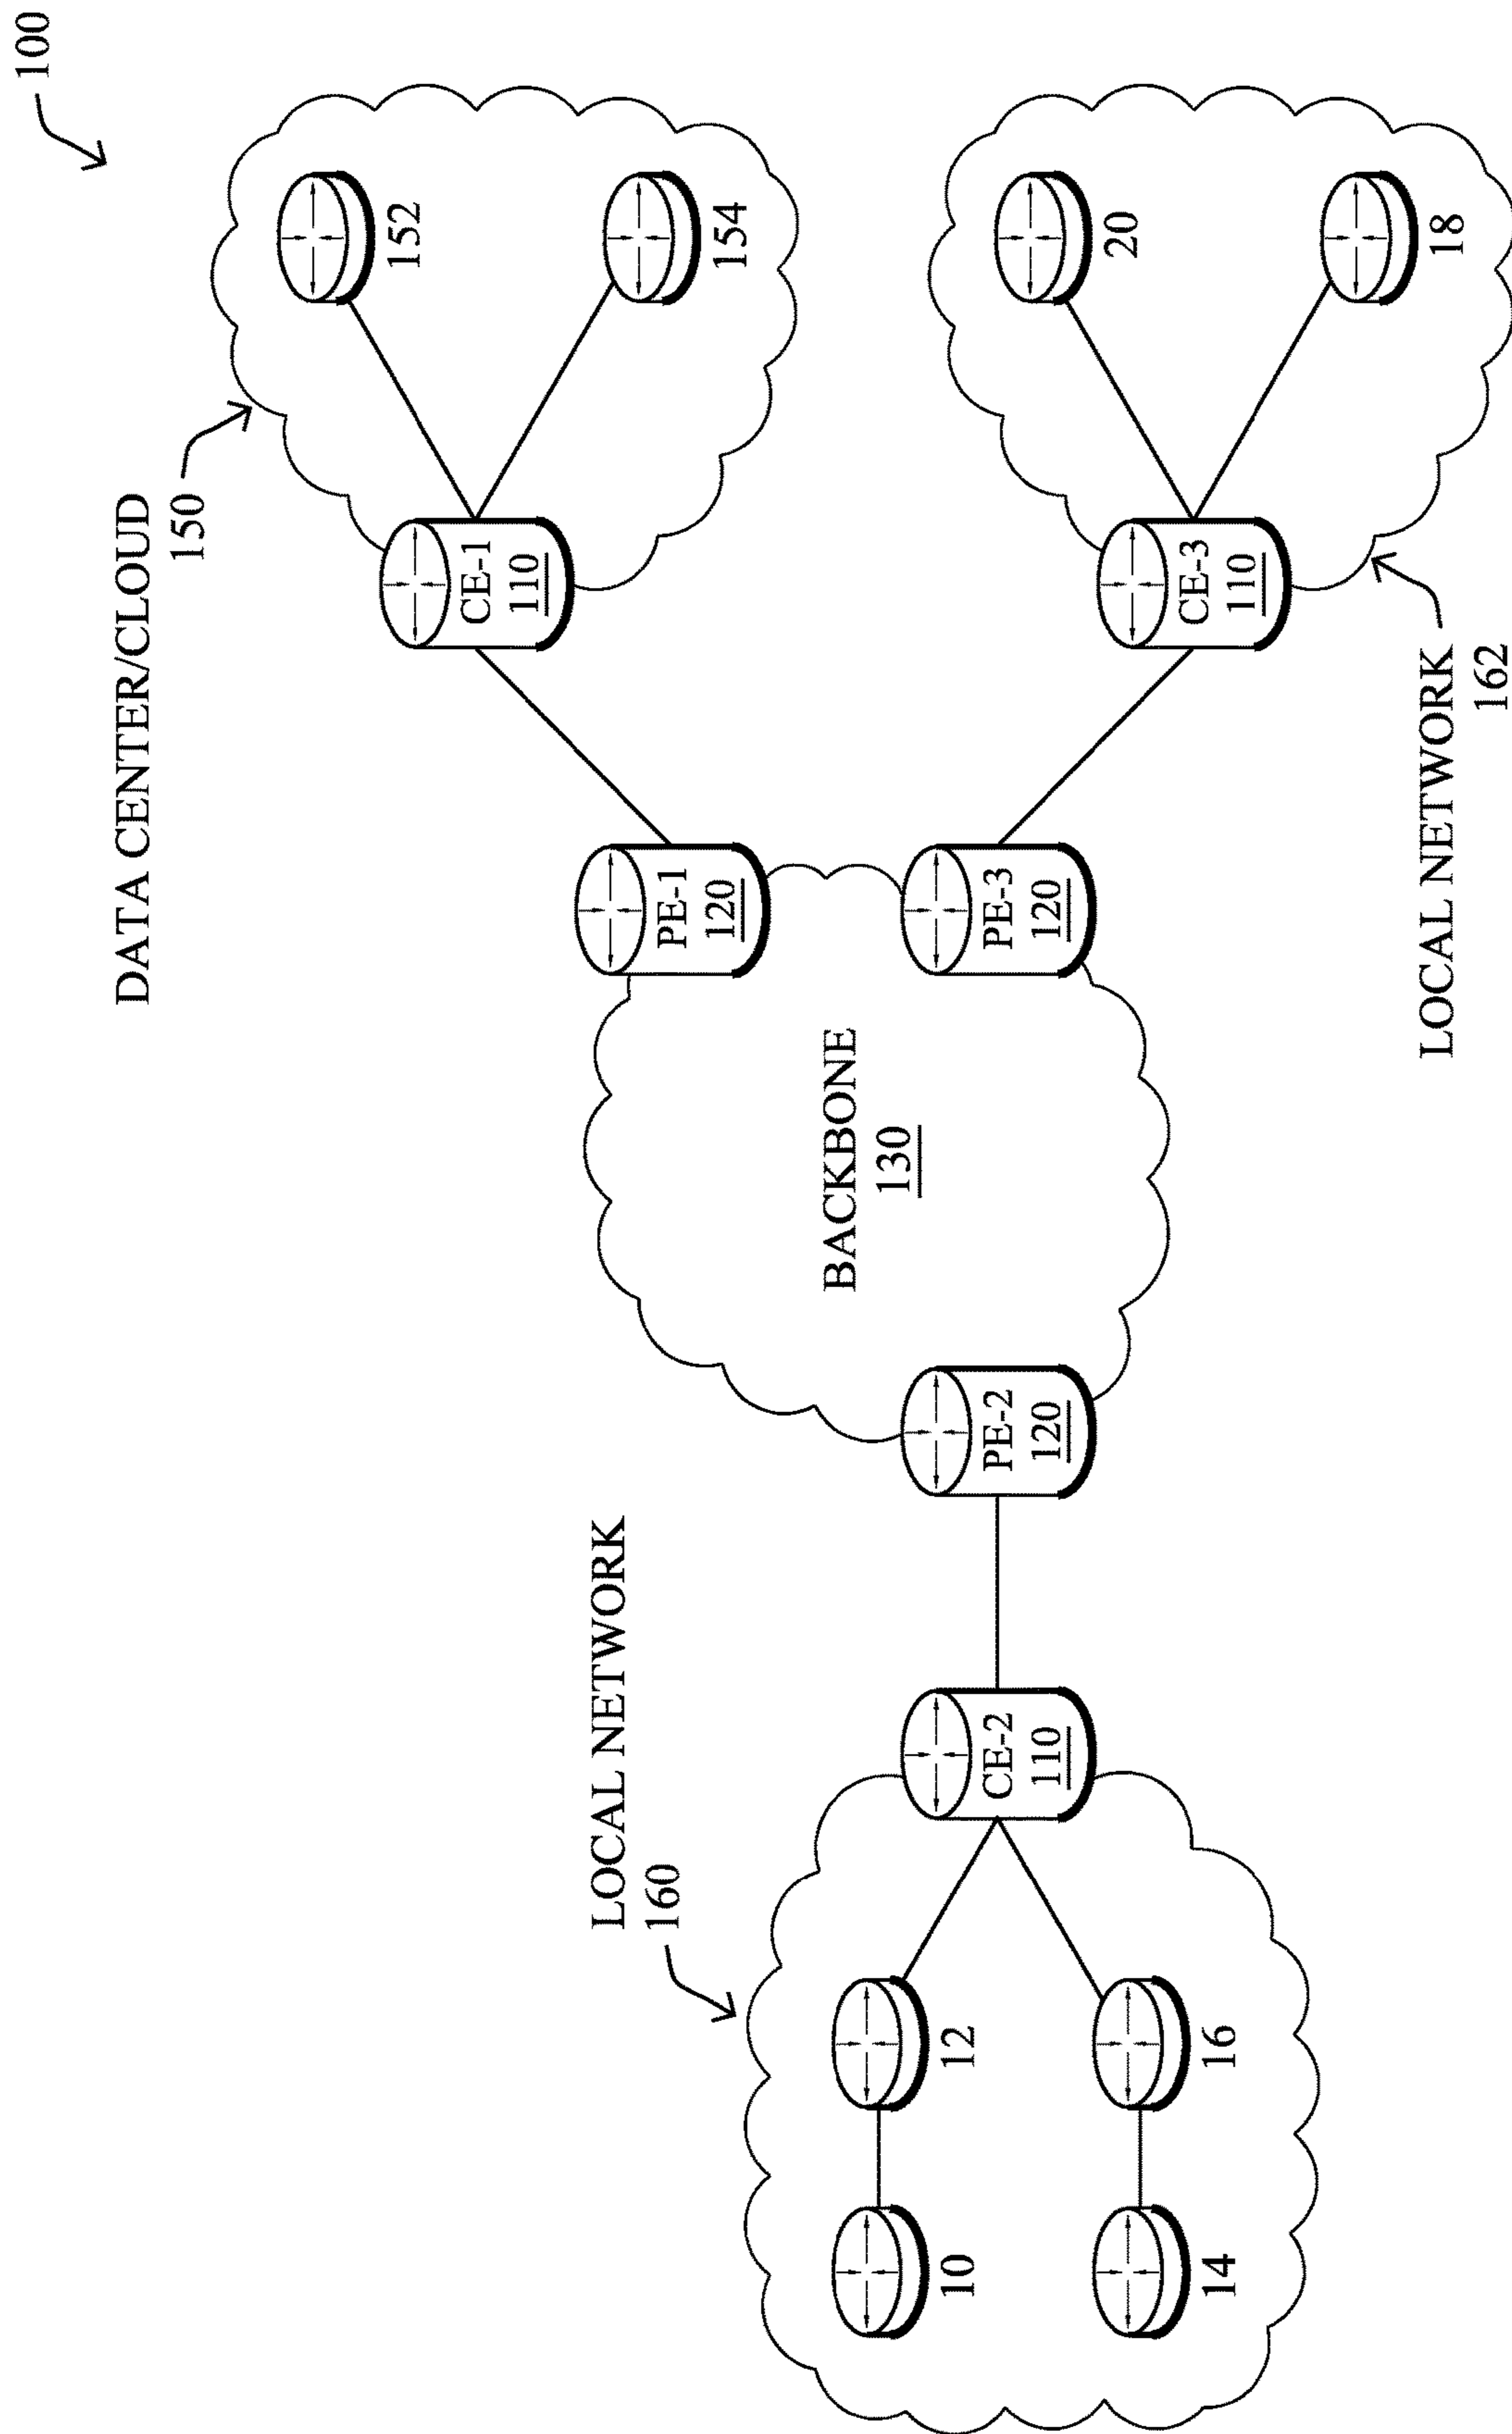 100
DATA CENTER/CLOUD
150
152
154
CE-1
110
PE-1
120
BACKBONE
130
PE-3
120
PE-2
120
CE-3
110
20
18
LOCAL NETWORK
162
LOCAL NETWORK
160
CE-2
110
12
10
16
14